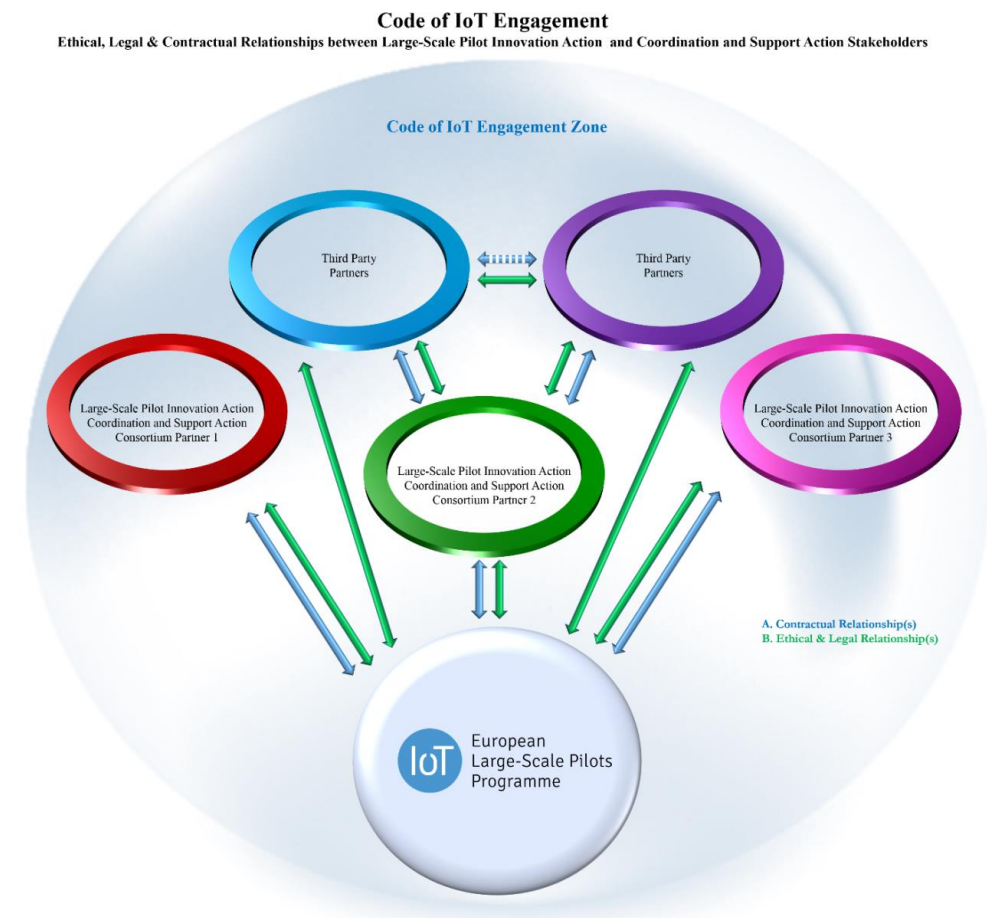 Code of IoT Engagement
Ethical, Legal & Contractual Relationships between Large-Scale Pilot Innovation Action and Coordination and Support Action Stakeholders
Code of IoT Engagement Zone
Third Party
Partners
Third Party
Partners
Large-Scale Pilot Innovation Action
Coordination and Support Action
Consortium Partner 1
Large-Scale Pilot Innovation Action
Coordination and Support Action
Consortium Partner 3
Large-Scale Pilot Innovation Action
Coordination and Support Action
Consortium Partner 2
A. Contractual Relationship(s)
B. Ethical & Legal Relationship(s)
IoT
European
Large-Scale Pilots
Programme